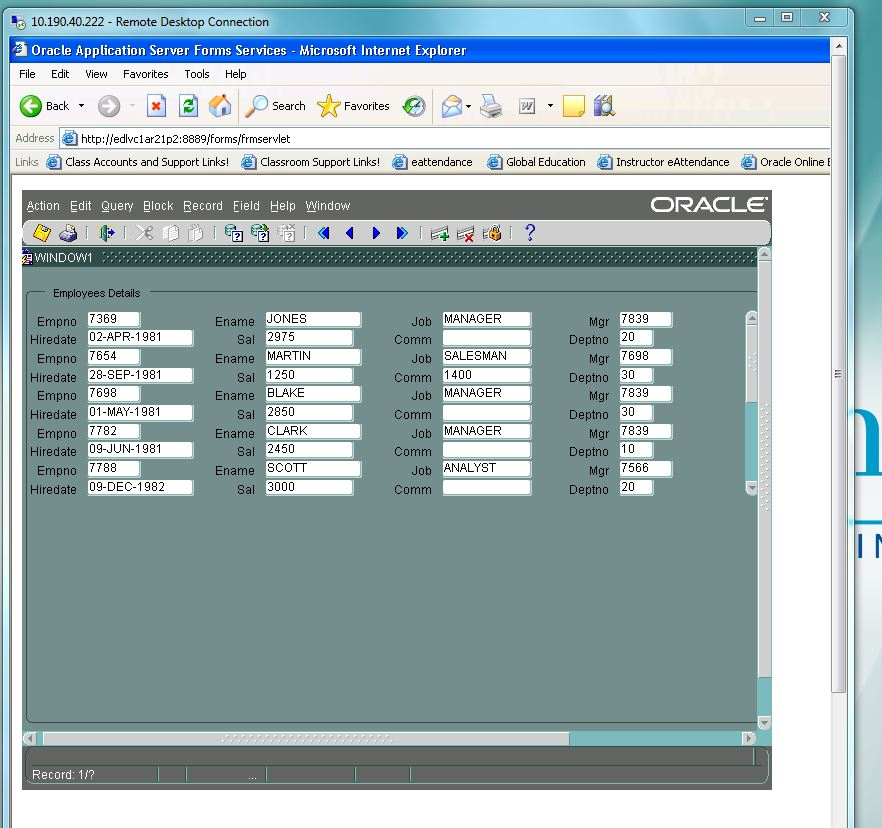 10.190.40.222 - Remote Desktop Connection
Oracle Application Server Forms Services - Microsoft Internet Explorer
File Edit View Favorites Tools Help
Back Search Favorites
Address http://edlvc1ar21p2:8889/forms/frmservlet
Links Class Accounts and Support Links! Classroom Support Links! eattendance Global Education Instructor eAttendance Oracle Online E
Action Edit Query Block Record Field Help Window ORACLE
WINDOW1
Employees Details
Empno 7369 Ename JONES Job MANAGER Mgr 7839
Hiredate 02-APR-1981 Sal 2975 Comm Deptno 20
Empno 7654 Ename MARTIN Job SALESMAN Mgr 7698
Hiredate 28-SEP-1981 Sal 1250 Comm 1400 Deptno 30
Empno 7698 Ename BLAKE Job MANAGER Mgr 7839
Hiredate 01-MAY-1981 Sal 2850 Comm Deptno 30
Empno 7782 Ename CLARK Job MANAGER Mgr 7839
Hiredate 09-JUN-1981 Sal 2450 Comm Deptno 10
Empno 7788 Ename SCOTT Job ANALYST Mgr 7566
Hiredate 09-DEC-1982 Sal 3000 Comm Deptno 20
Record: 1/? ...